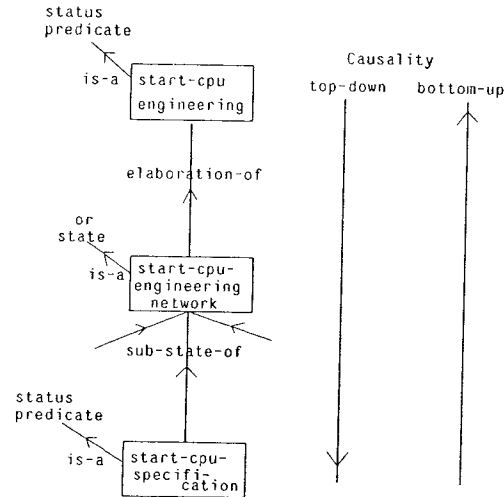 status
predicate
is-a
start-cpu
engineering
elaboration-of
or
state
is-a
start-cpu-
engineering
network
sub-state-of
status
predicate
is-a
start-cpu-
specifi-
cation
Causality
top-down
bottom-up